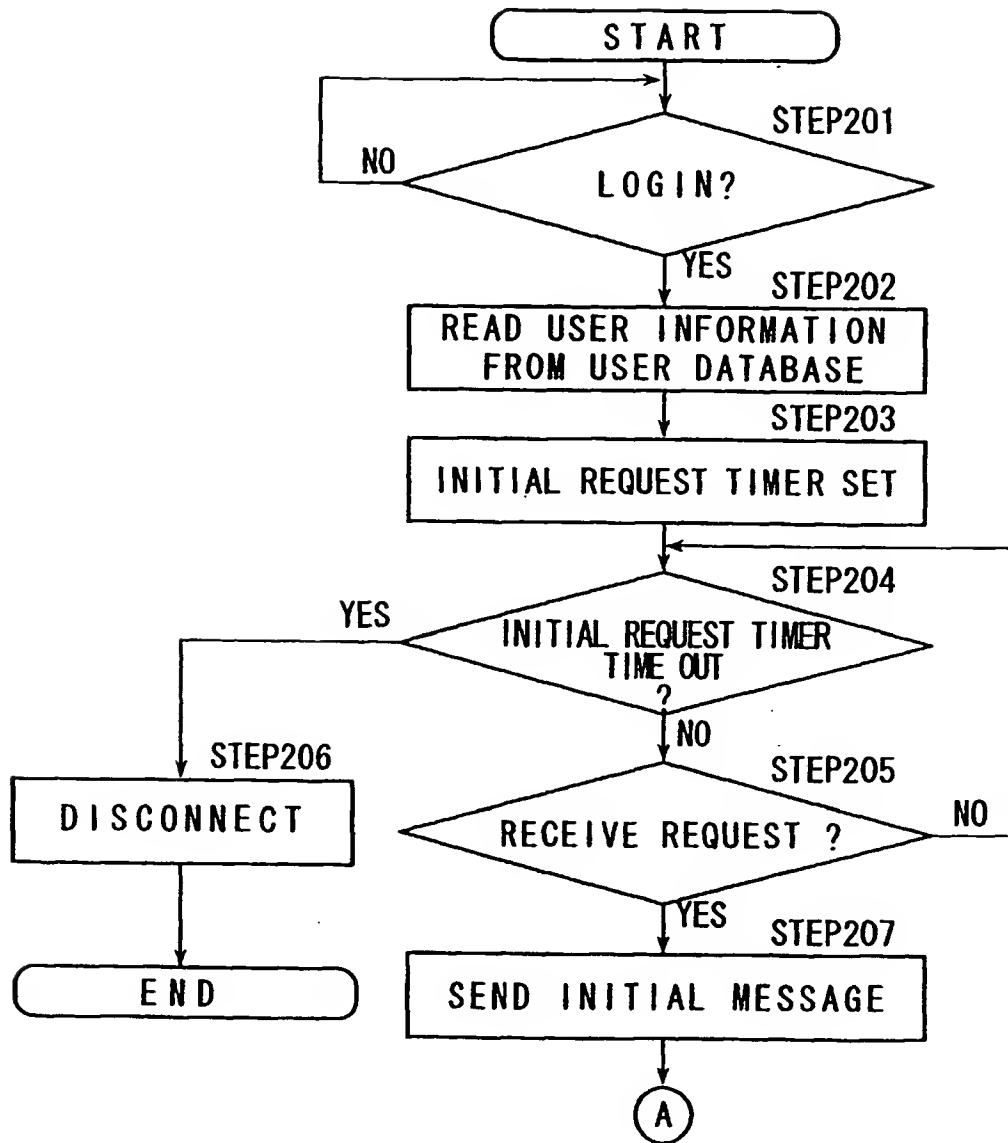 START
STEP201
NO
LOGIN?
YES
STEP202
READ USER INFORMATION
FROM USER DATABASE
STEP203
INITIAL REQUEST TIMER SET
STEP204
YES
INITIAL REQUEST TIMER
TIME OUT
?
NO
STEP206
DISCONNECT
STEP205
RECEIVE REQUEST ?
NO
YES
STEP207
SEND INITIAL MESSAGE
END
A